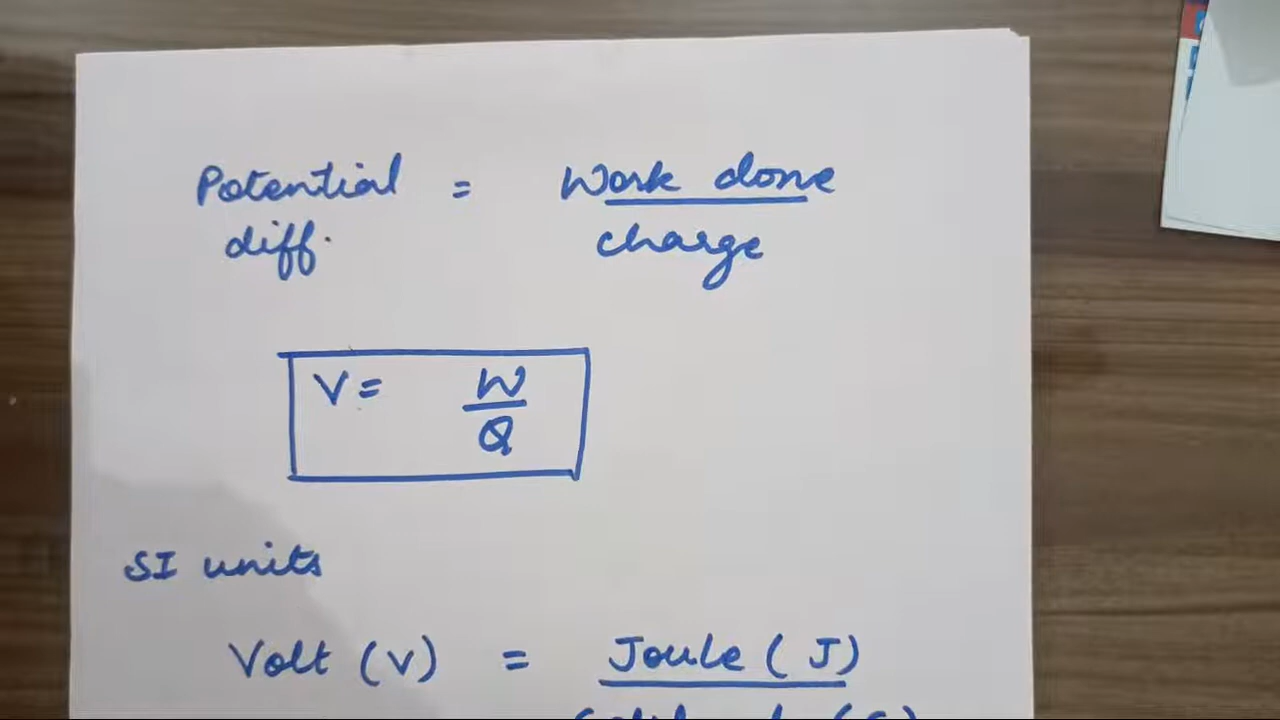 Potential = Work done
diff. charge
V = W
Q
SI units
Volt (V) = Joule (J)